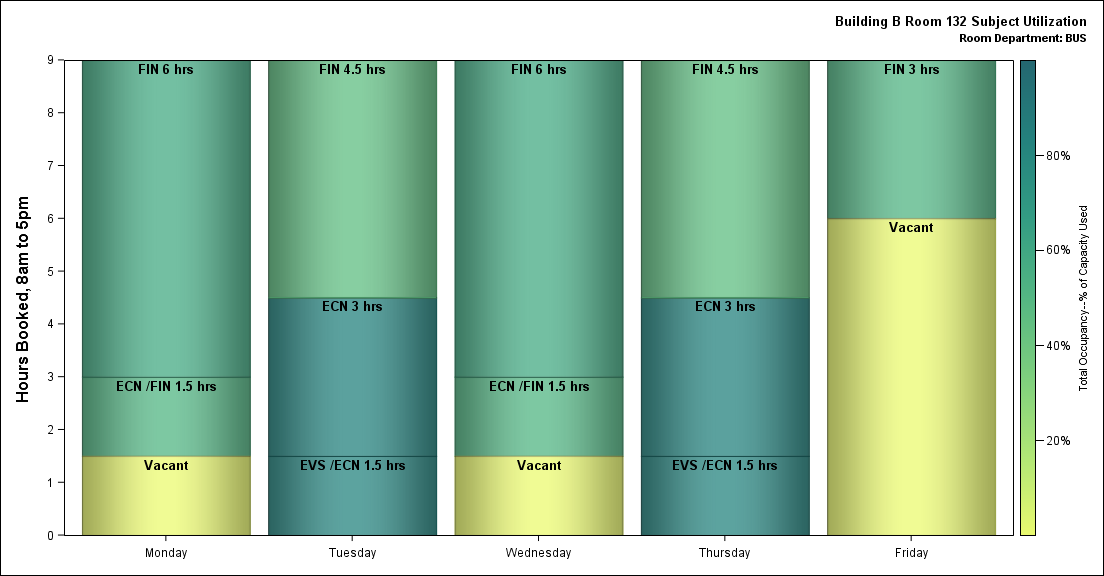 Building B Room 132 Subject Utilization
Room Department: BUS
Hours Booked, 8am to 5pm
9
8
7
6
5
4
3
2
1
0
FIN 6 hrs
ECN /FIN 1.5 hrs
Vacant
Monday
FIN 4.5 hrs
ECN 3 hrs
EVS /ECN 1.5 hrs
Tuesday
FIN 6 hrs
ECN /FIN 1.5 hrs
Vacant
Wednesday
FIN 4.5 hrs
ECN 3 hrs
EVS /ECN 1.5 hrs
Thursday
FIN 3 hrs
Vacant
Friday
80%
60%
40%
20%
Total Occupancy--% of Capacity Used